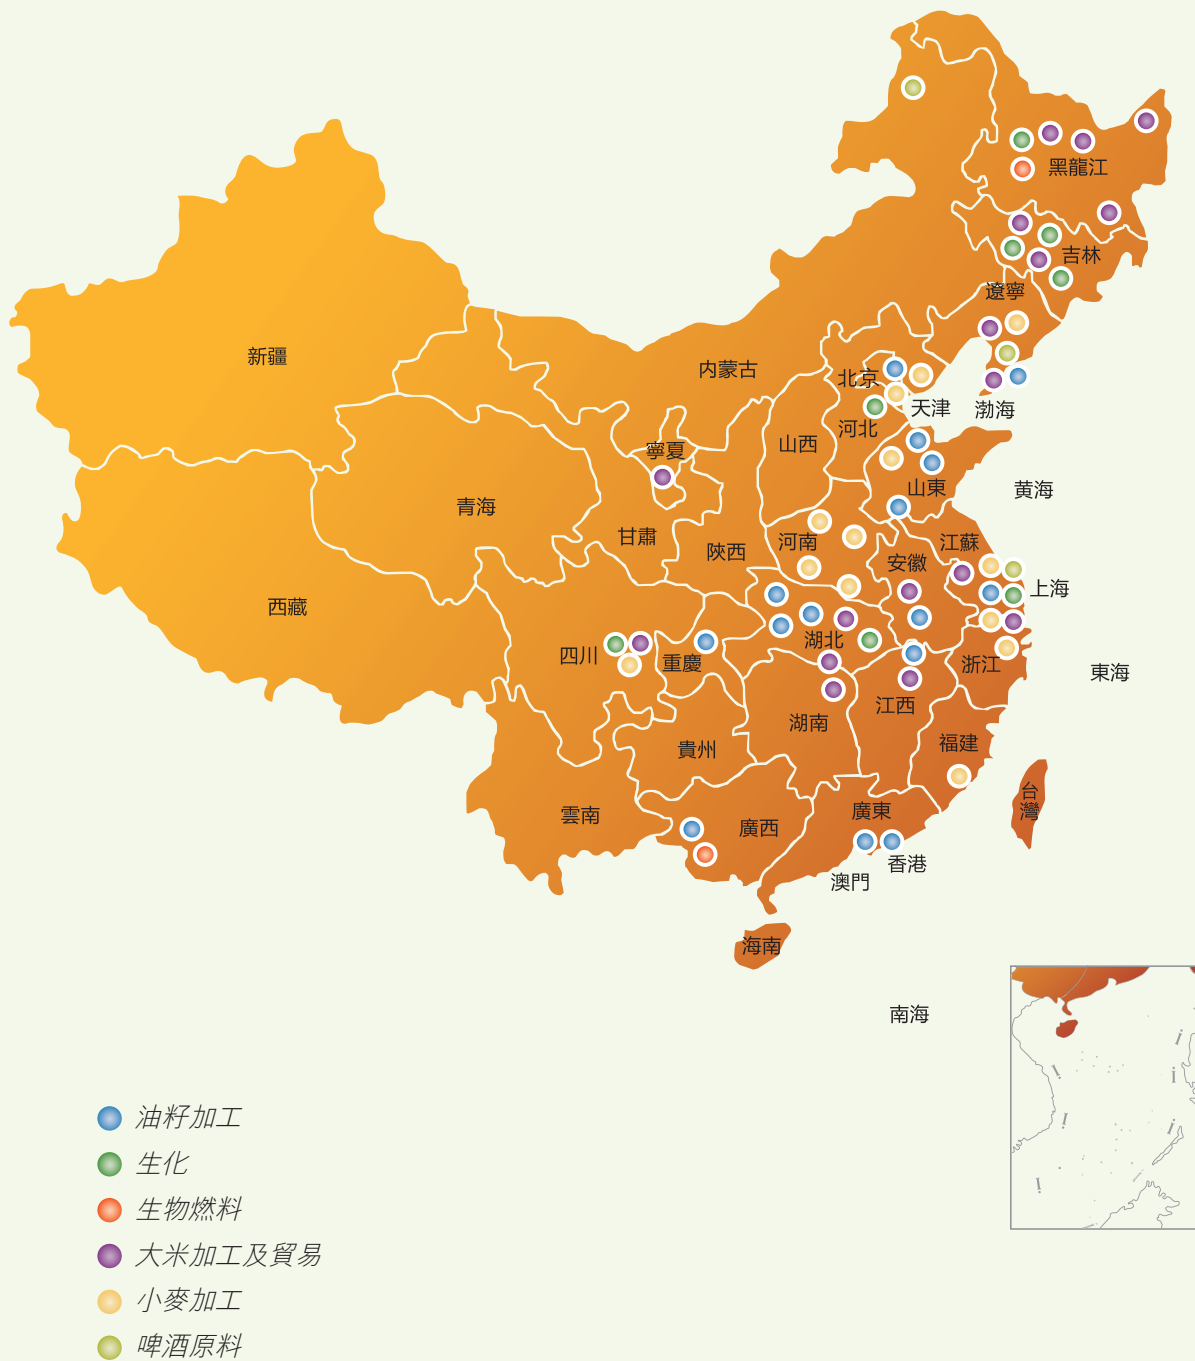 黑龍江
吉林
遼寧
新疆
内蒙古
北京
天津
渤海
河北
山西
寧夏
山東
黄海
青海
甘肅
陝西
河南
江蘇
安徽
上海
西藏
四川
重慶
湖北
浙江
東海
江西
湖南
福建
貴州
台
灣
雲南
廣西
廣東
香港
澳門
海南
南海
油籽加工
生化
生物燃料
大米加工及貿易
小麥加工
啤酒原料